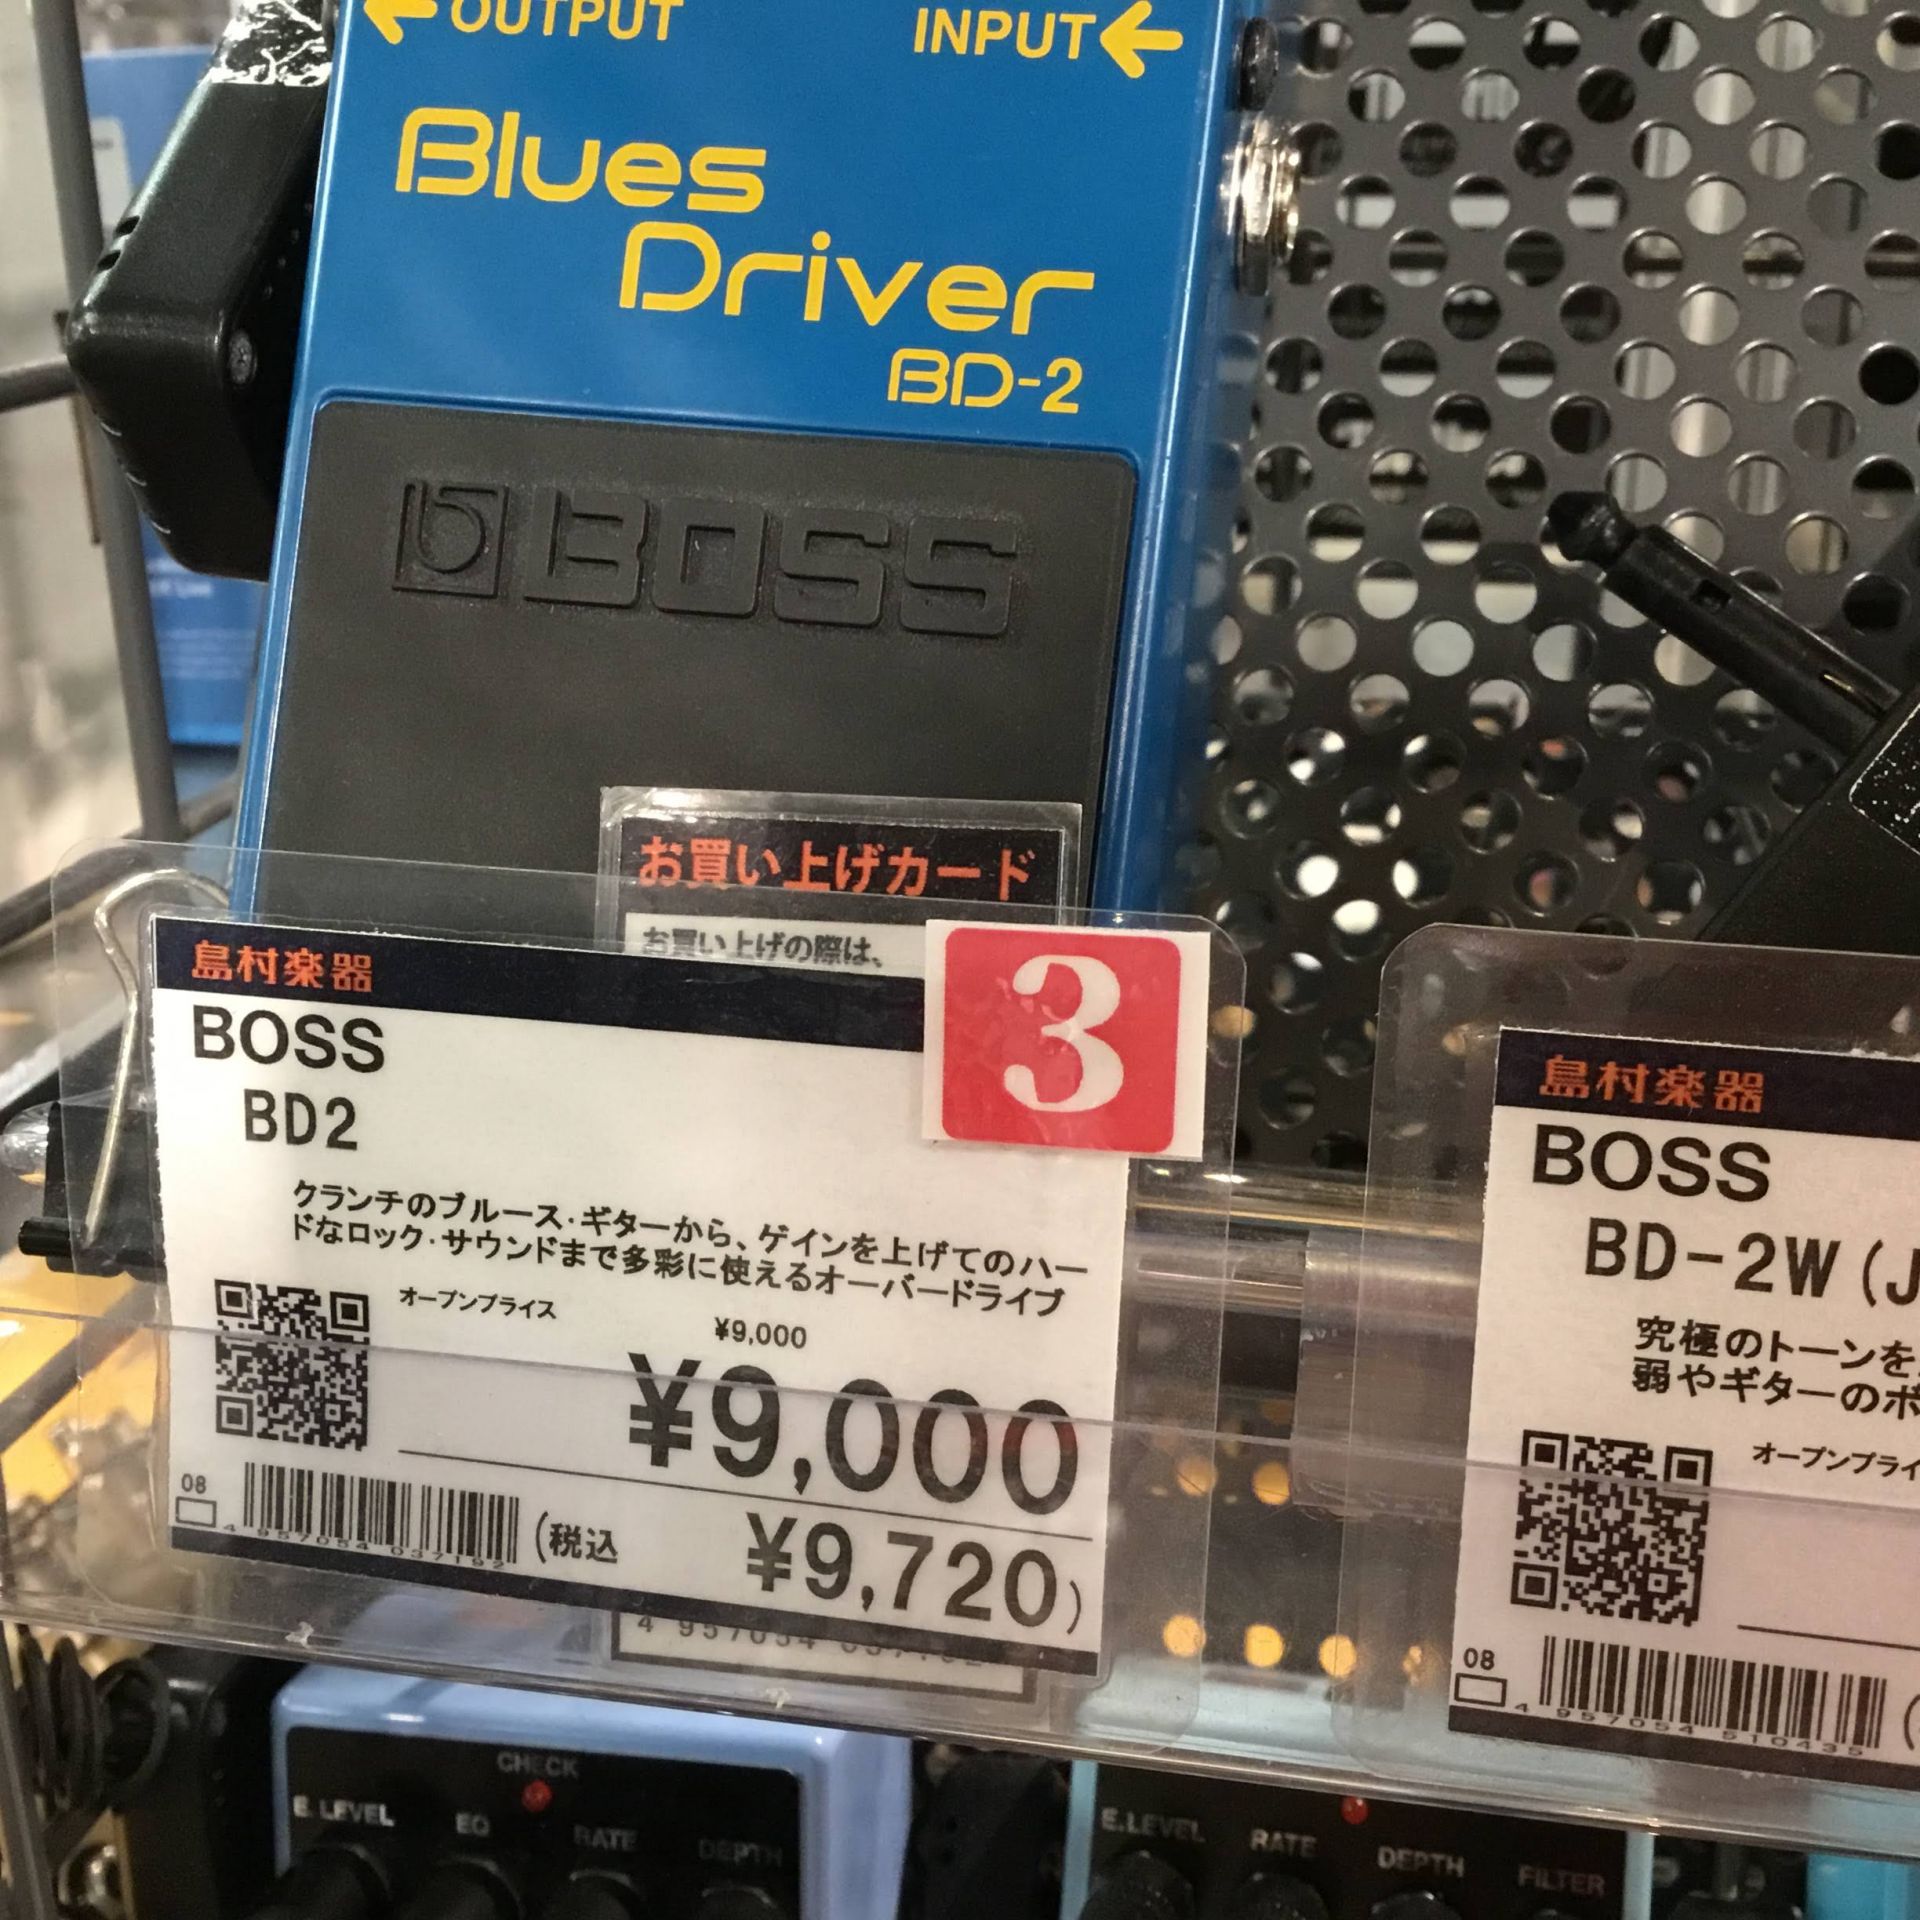 OUTPUT
INPUT
Blues
Driver
BD-2
BOSS
お買い上げカード
お買い上げの際は、
島村楽器
3
BOSS
BD2
クランチのブルース・ギターから、ゲインを上げてのハー
ドなロック・サウンドまで多彩に使えるオーバードライブ
オープンプライス
¥9,000
¥9,000
08
4 957054 037192
(税込 ¥9,720)
島村楽器
BOSS
BD-2W(J
究極のトーンを
弱やギターのボ
オープンプライ
08
4 957054 510435
CHECK
E.LEVEL EQ RATE DEPTH
E.LEVEL RATE DEPTH FILTER